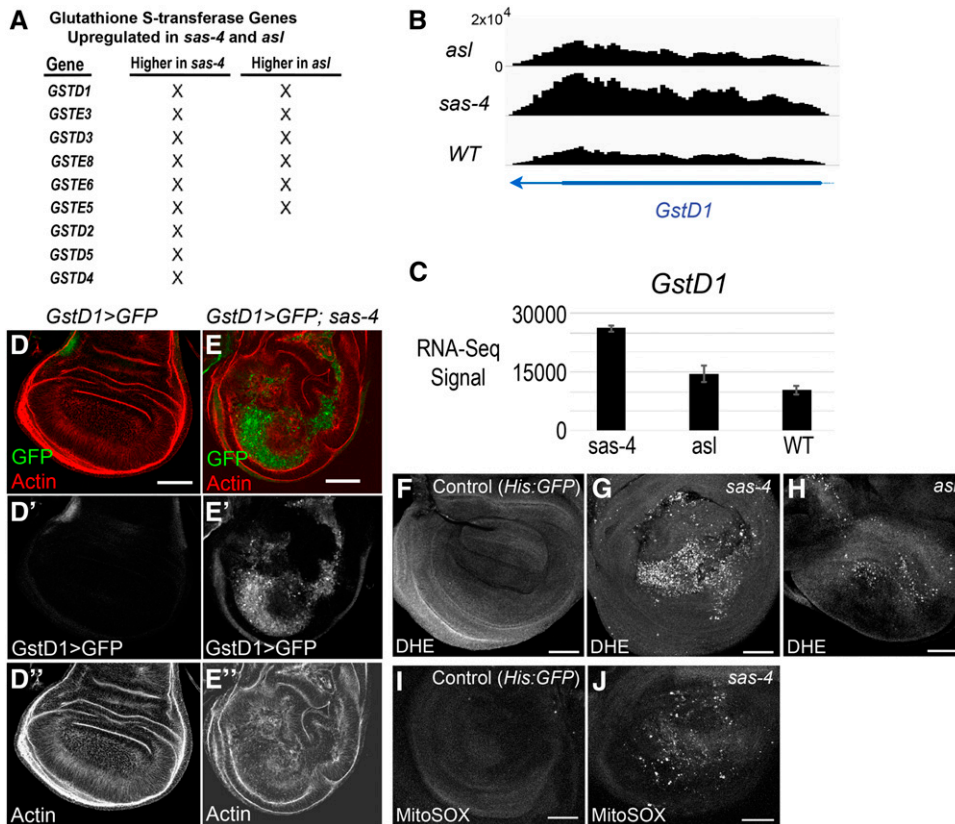 A Glutathione S-transferase Genes
Upregulated in sas-4 and asl
Gene Higher in sas-4 Higher in asl
GSTD1 X X
GSTE3 X X
GSTD3 X X
GSTE8 X X
GSTE6 X X
GSTE5 X X
GSTD2 X
GSTD5 X
GSTD4 X
B
2x10⁴
asl
0
sas-4
WT
GstD1
C
GstD1
30000
RNA-Seq
Signal
15000
0
sas-4 asl WT
GstD1>GFP GstD1>GFP; sas-4
D
GFP
Actin
E
GFP
Actin
D'
GstD1>GFP
E'
GstD1>GFP
D''
Actin
E''
Actin
F Control (His:GFP)
DHE
G sas-4
DHE
H asl
DHE
I Control (His:GFP)
MitoSOX
J sas-4
MitoSOX